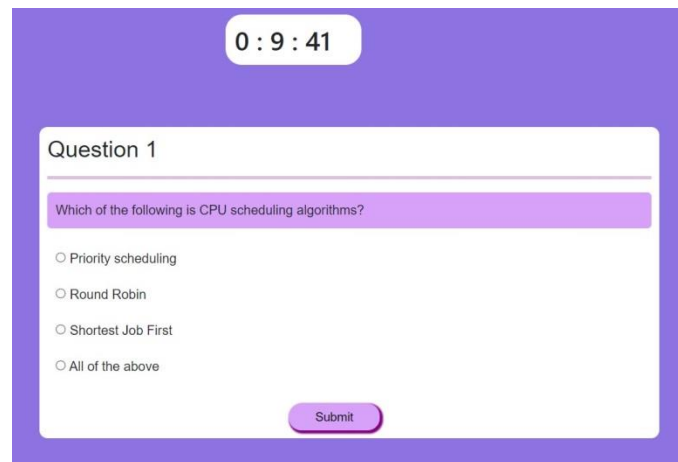 0 : 9 : 41
Question 1
Which of the following is CPU scheduling algorithms?
Priority scheduling
Round Robin
Shortest Job First
All of the above
Submit